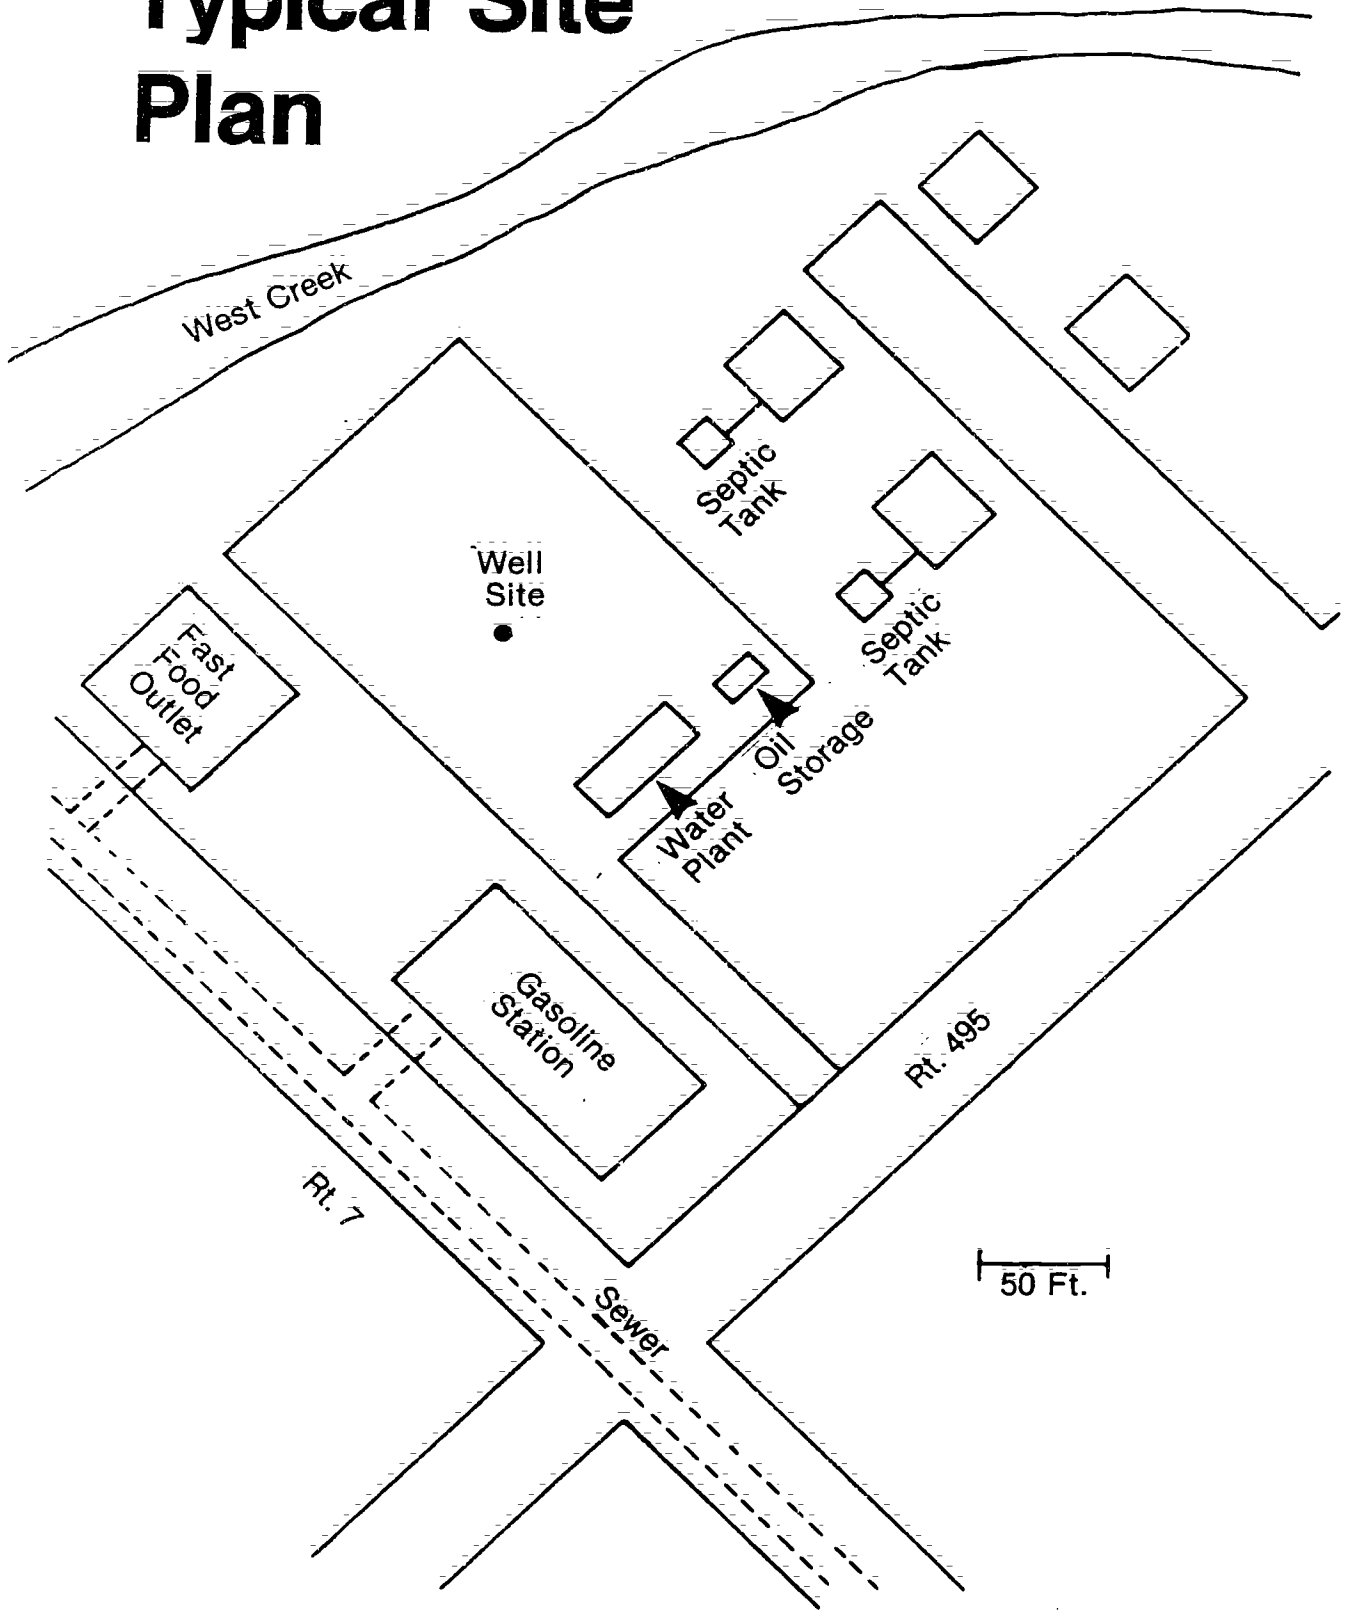 Typical Site
Plan
West Creek
Septic
Tank
Well
Site
Septic
Tank
Fast
Food
Outlet
Oil
Storage
Water
Plant
Gasoline
Station
Rt. 495
Rt. 7
50 Ft.
Sewer